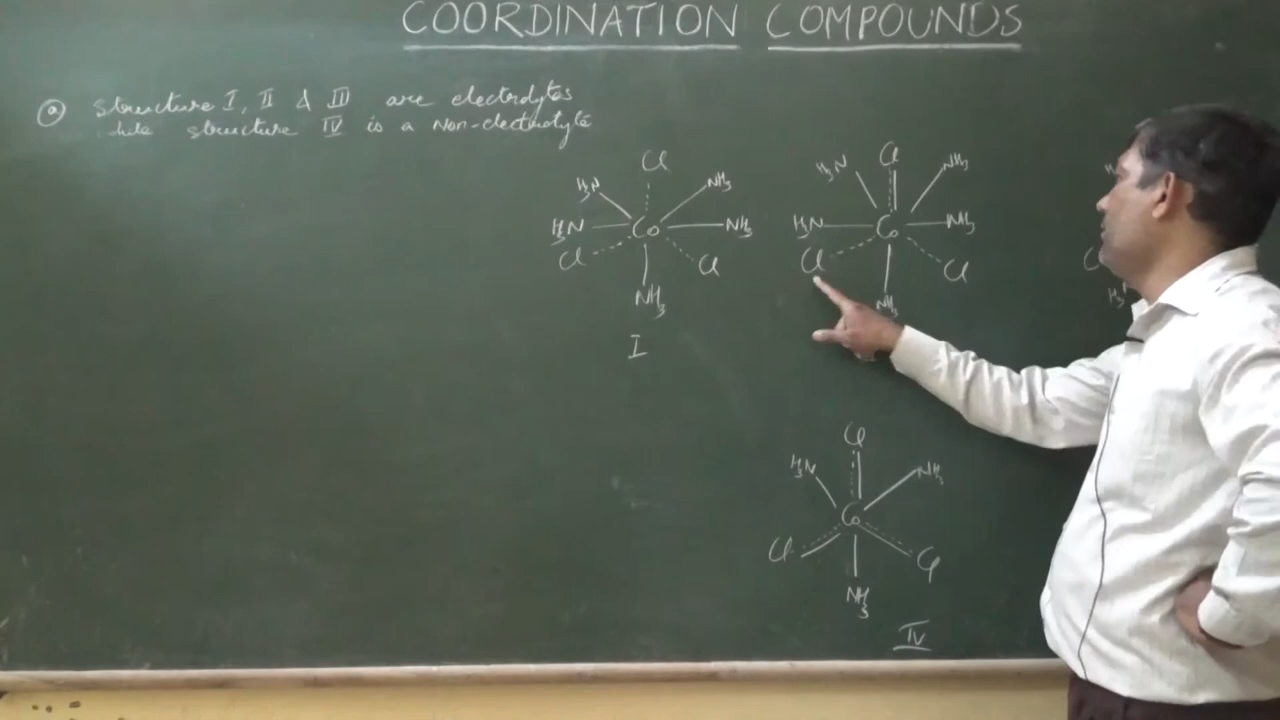 COORDINATION COMPOUNDS
(a) Structure I, II & III are electrolytes
structure IV is a Non-electrolyte
Cl
H3N NH3
H3N Co NH3
Cl Cl
NH3
I
Cl
H3N NH3
H3N Co NH3
Cl Cl
NH3
Cl
H3N NH3
Co
Cl Cl
NH3
IV